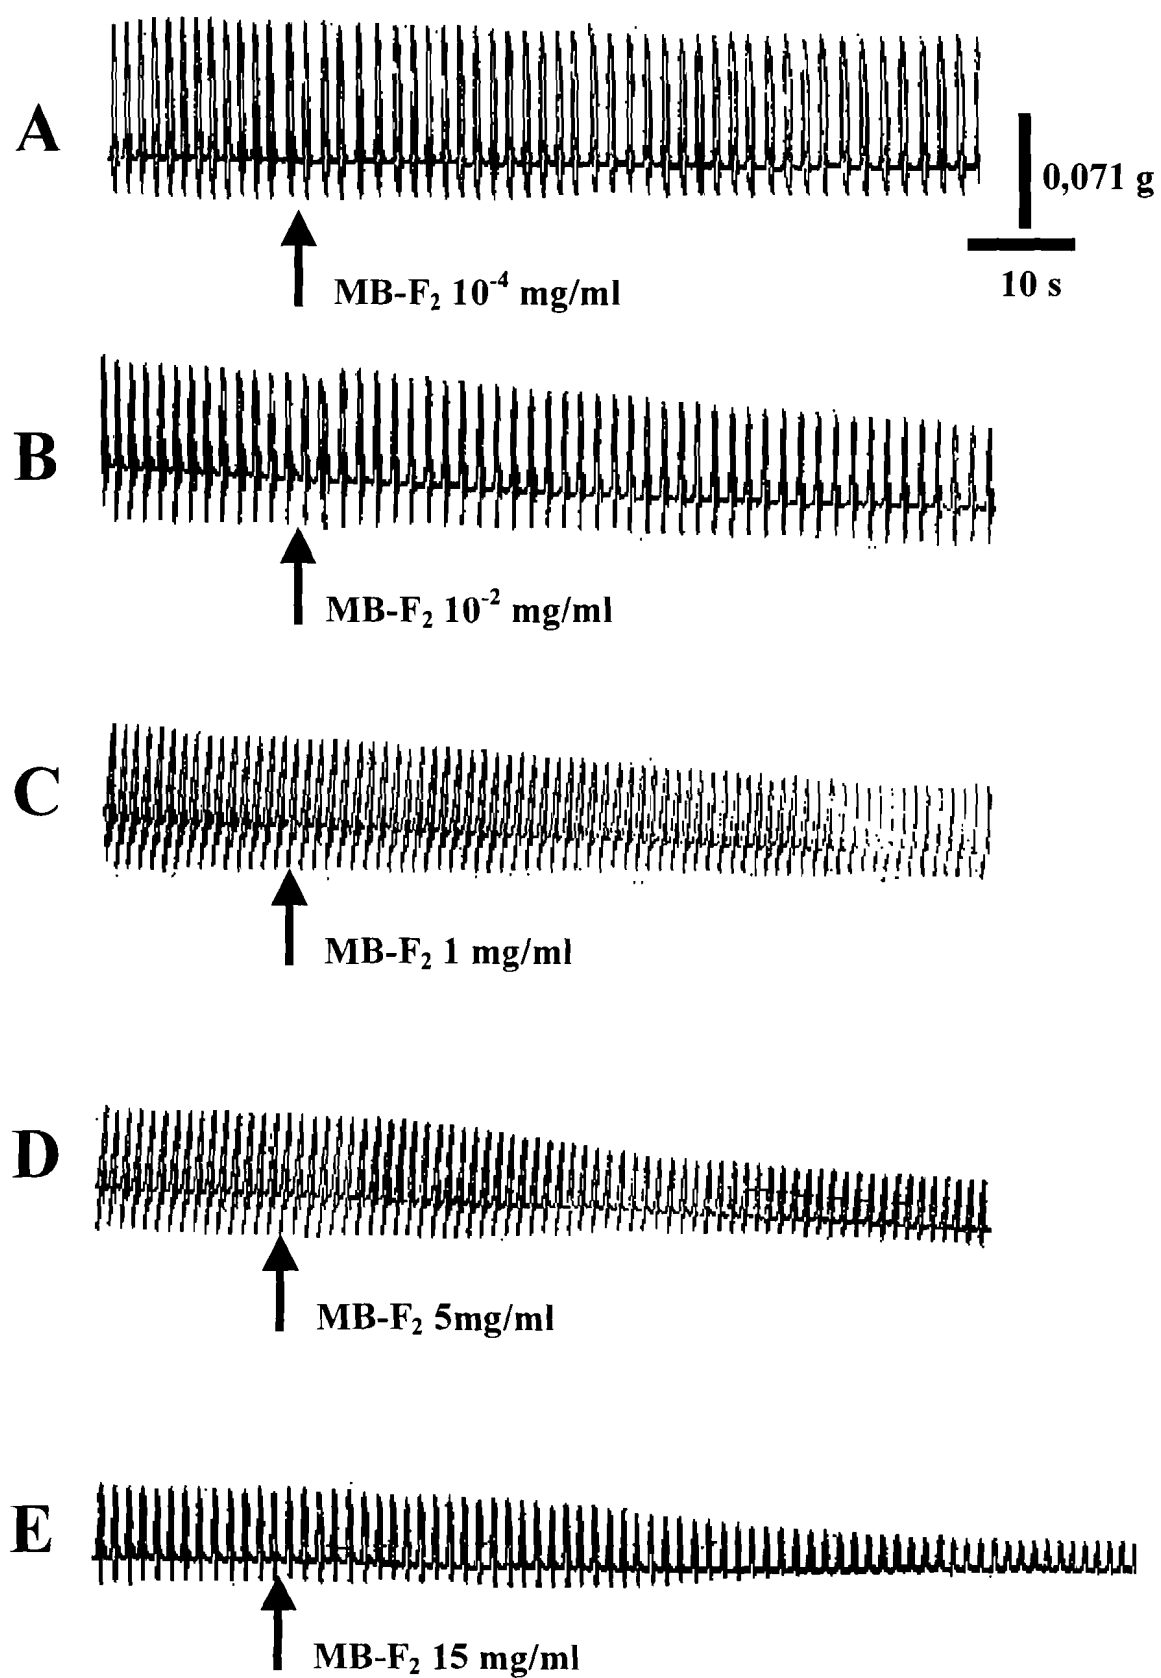 A
0,071 g
10 s
MB-F₂ 10⁻⁴ mg/ml
B
MB-F₂ 10⁻² mg/ml
C
MB-F₂ 1 mg/ml
D
MB-F₂ 5mg/ml
E
MB-F₂ 15 mg/ml